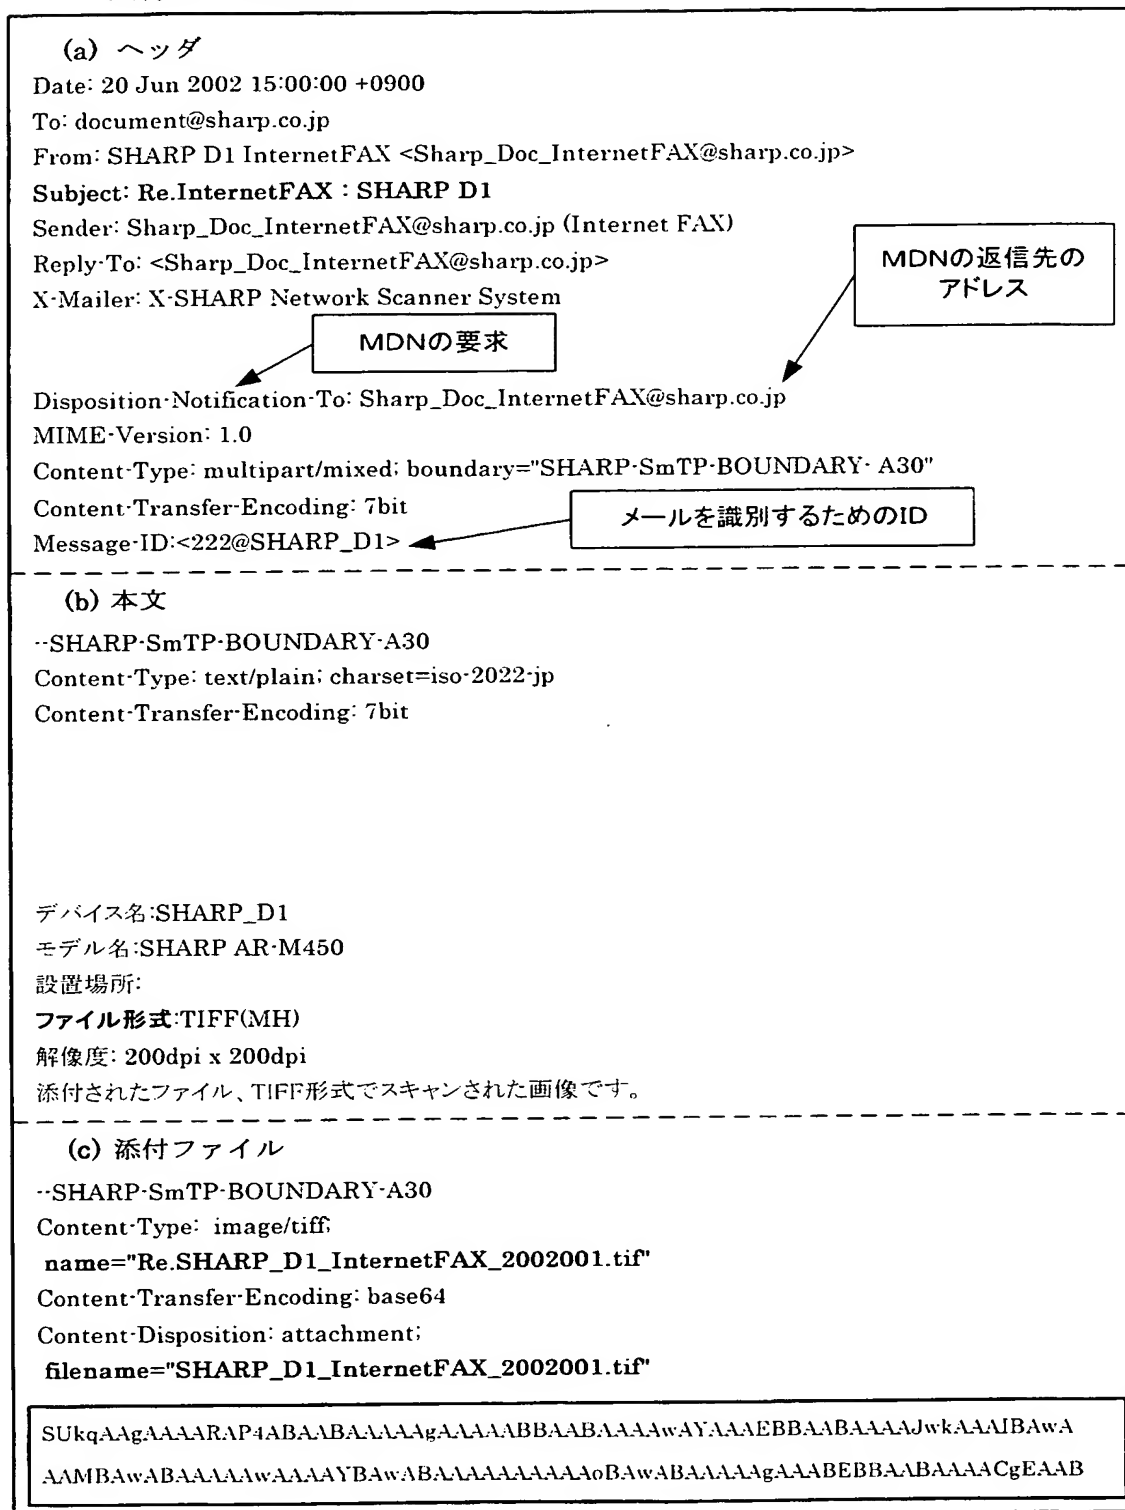 (a) ヘッダ
Date: 20 Jun 2002 15:00:00 +0900
To: document@sharp.co.jp
From: SHARP D1 InternetFAX <Sharp_Doc_InternetFAX@sharp.co.jp>
Subject: Re.InternetFAX : SHARP D1
Sender: Sharp_Doc_InternetFAX@sharp.co.jp (Internet FAX)
Reply-To: <Sharp_Doc_InternetFAX@sharp.co.jp>
MDNの返信先の
アドレス
X-Mailer: X-SHARP Network Scanner System
MDNの要求
Disposition-Notification-To: Sharp_Doc_InternetFAX@sharp.co.jp
MIME-Version: 1.0
Content-Type: multipart/mixed; boundary="SHARP-SmTP-BOUNDARY- A30"
Content-Transfer-Encoding: 7bit
メールを識別するためのID
Message-ID:<222@SHARP_D1>
(b) 本文
--SHARP-SmTP-BOUNDARY-A30
Content-Type: text/plain; charset=iso-2022-jp
Content-Transfer-Encoding: 7bit
デバイス名:SHARP_D1
モデル名:SHARP AR-M450
設置場所:
ファイル形式:TIFF(MH)
解像度: 200dpi x 200dpi
添付されたファイル、TIFF形式でスキャンされた画像です。
(c) 添付ファイル
--SHARP-SmTP-BOUNDARY-A30
Content-Type: image/tiff;
name="Re.SHARP_D1_InternetFAX_2002001.tif"
Content-Transfer-Encoding: base64
Content-Disposition: attachment;
filename="SHARP_D1_InternetFAX_2002001.tif"